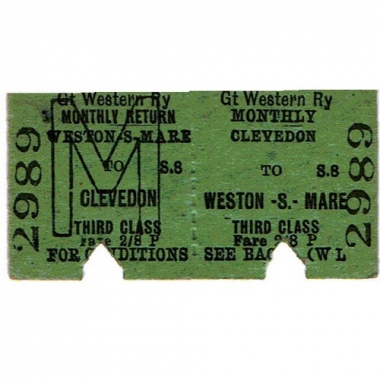 Gt Western Ry
MONTHLY RETURN
WESTON-S-MARE
TO S.8
CLEVEDON
THIRD CLASS
Fare 2/8 P
FOR CONDITIONS
2989
M
Gt Western Ry
MONTHLY
CLEVEDON
TO S.8
WESTON -S- MARE
THIRD CLASS
Fare 2/8 P
SEE BACK (W L
2989